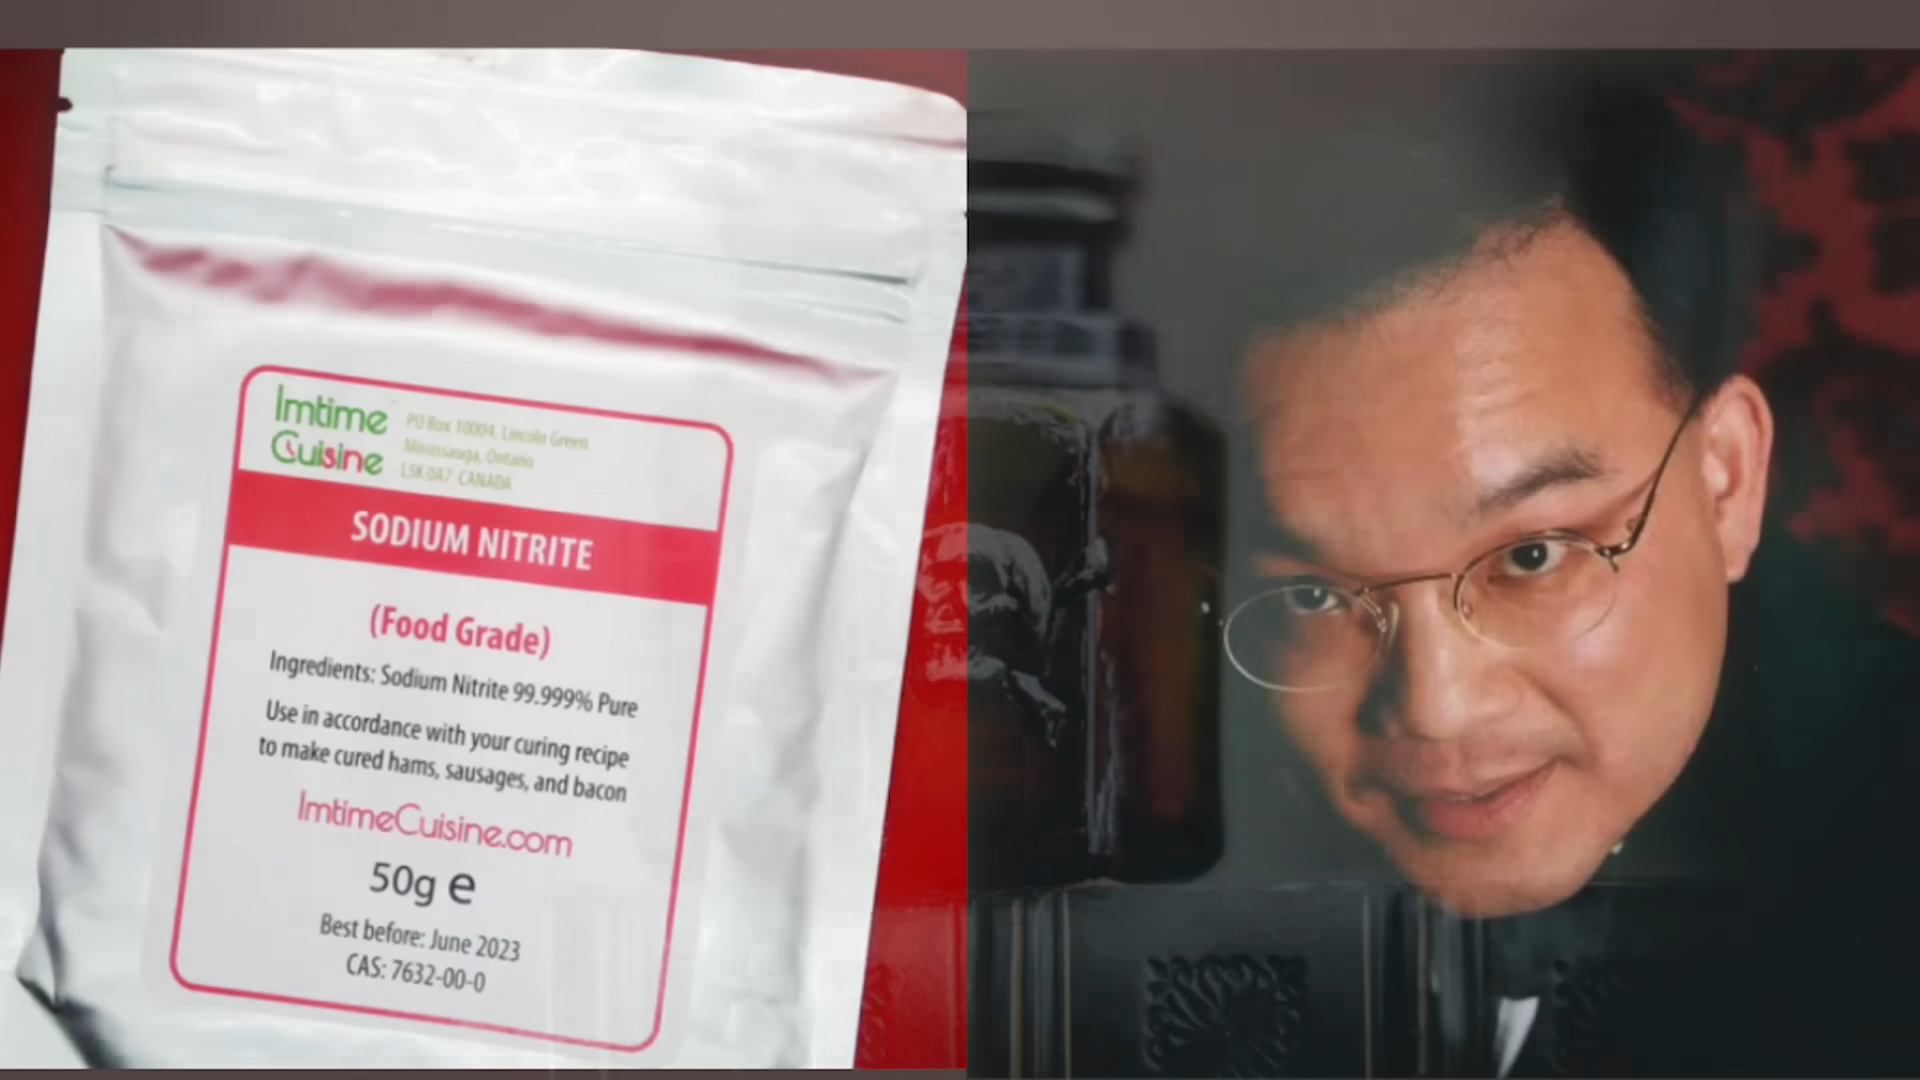 Imtime
Cuisine
PO Box 10004, Lincoln Green
Mississauga, Ontario
L5K 0A7 CANADA
SODIUM NITRITE
(Food Grade)
Ingredients: Sodium Nitrite 99.999% Pure
Use in accordance with your curing recipe
to make cured hams, sausages, and bacon
ImtimeCuisine.com
50g e
Best before: June 2023
CAS: 7632-00-0